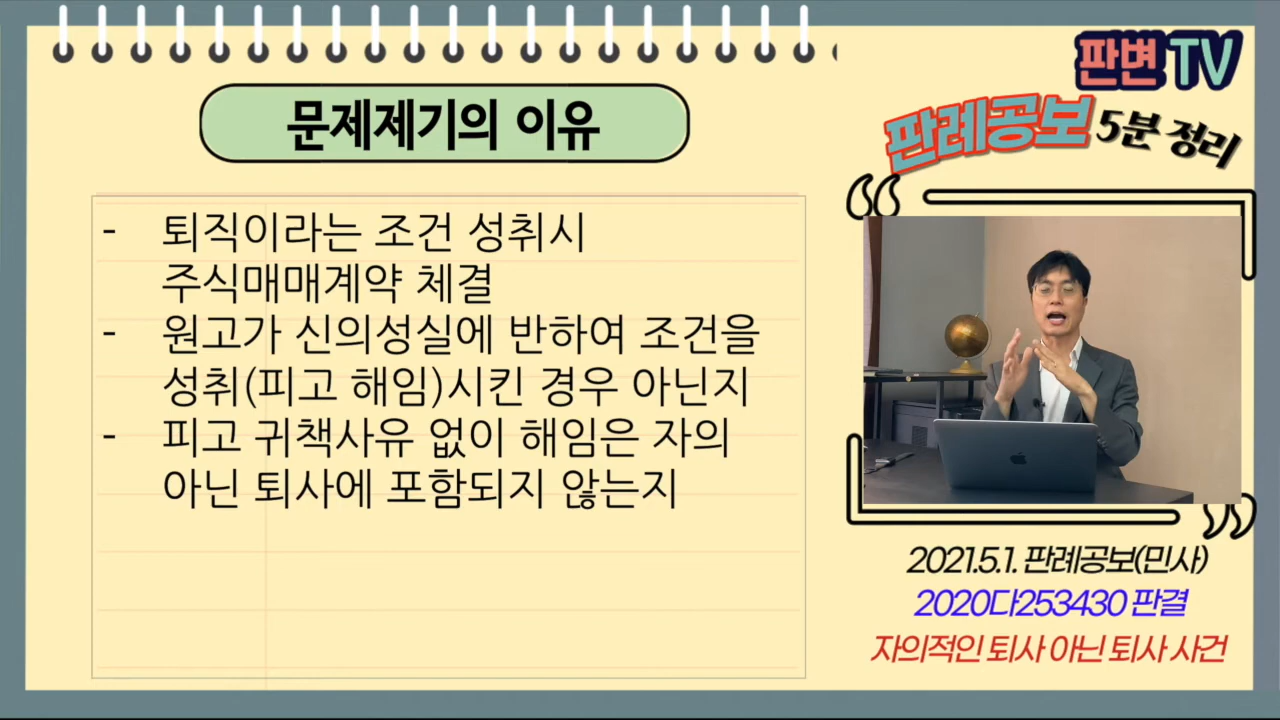 판변 TV
판례공보 5분 정리
문제제기의 이유
- 퇴직이라는 조건 성취시
주식매매계약 체결
- 원고가 신의성실에 반하여 조건을
성취(피고 해임)시킨 경우 아닌지
- 피고 귀책사유 없이 해임은 자의
아닌 퇴사에 포함되지 않는지
2021.5.1. 판례공보(민사)
2020다253430 판결
자의적인 퇴사 아닌 퇴사 사건